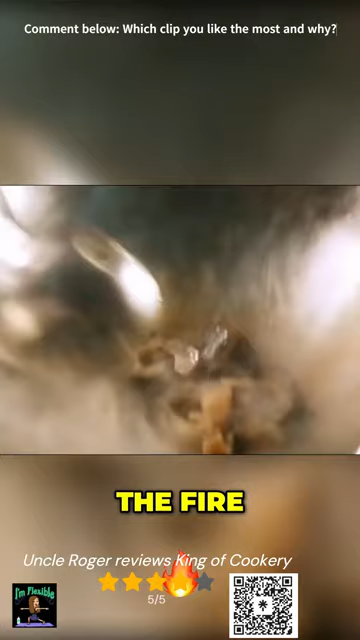 Comment below: Which clip you like the most and why?
THE FIRE
Uncle Roger reviews King of Cookery
5/5
I'm Flexible